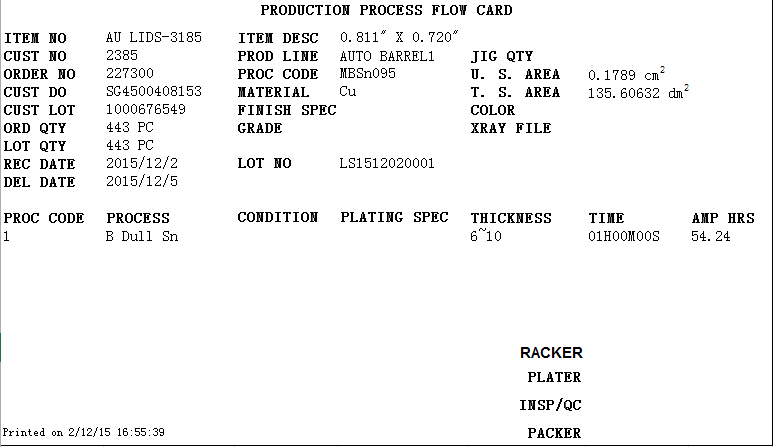 PRODUCTION PROCESS FLOW CARD
ITEM NO AU LIDS-3185 ITEM DESC 0.811″ X 0.720″
CUST NO 2385 PROD LINE AUTO BARREL1 JIG QTY
ORDER NO 227300 PROC CODE MBSn095 U. S. AREA 0.1789 cm²
CUST DO SG4500408153 MATERIAL Cu T. S. AREA 135.60632 dm²
CUST LOT 1000676549 FINISH SPEC COLOR
ORD QTY 443 PC GRADE XRAY FILE
LOT QTY 443 PC
REC DATE 2015/12/2 LOT NO LS1512020001
DEL DATE 2015/12/5
PROC CODE PROCESS CONDITION PLATING SPEC THICKNESS TIME AMP HRS
1 B Dull Sn 6~10 01H00M00S 54.24
RACKER
PLATER
INSP/QC
Printed on 2/12/15 16:55:39 PACKER